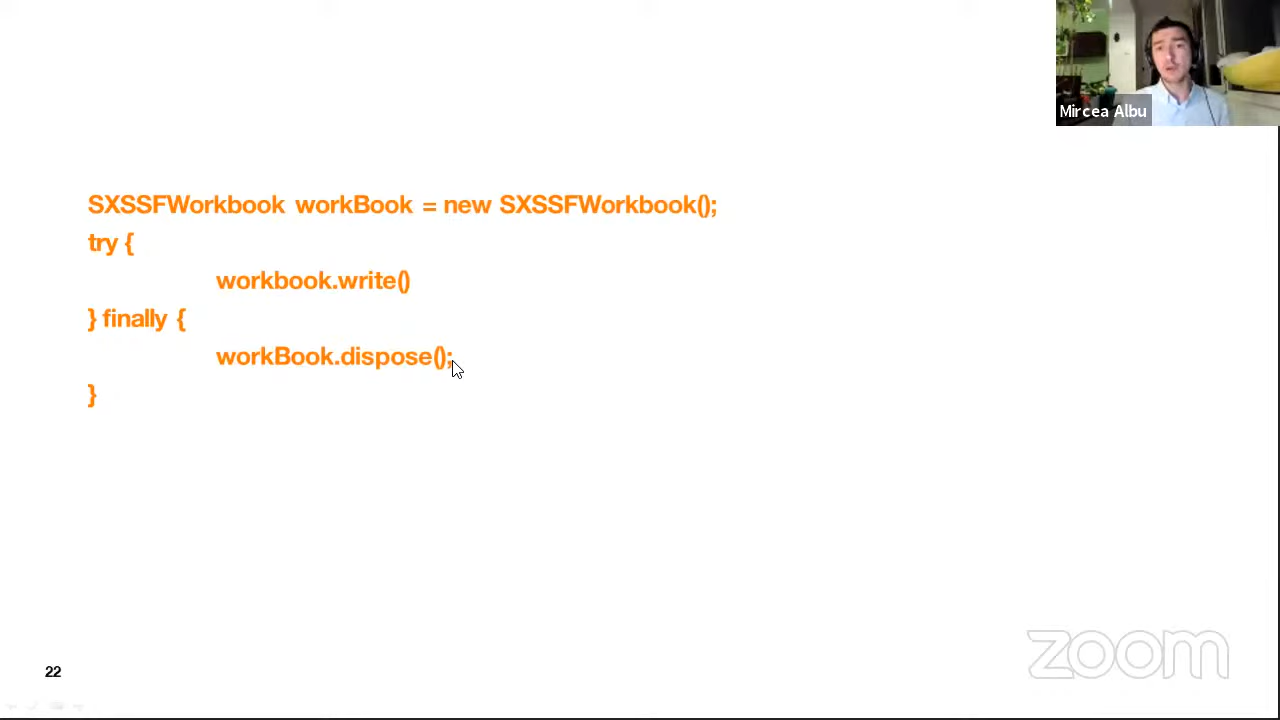 Mircea Albu
SXSSFWorkbook workBook = new SXSSFWorkbook();
try {
workbook.write()
} finally {
workBook.dispose();
}
22
zoom